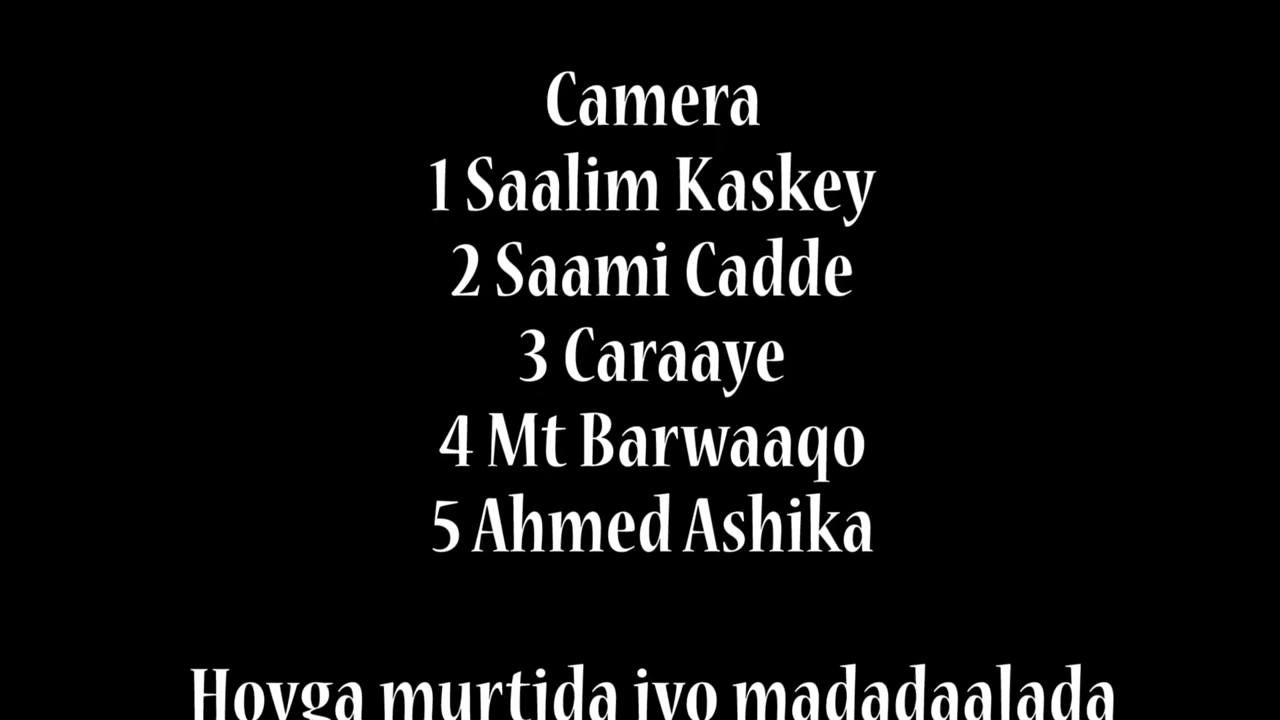 Camera
1 Saalim Kaskey
2 Saami Cadde
3 Caraaye
4 Mt Barwaaqo
5 Ahmed Ashika
Hoyga murtida iyo madadaalada